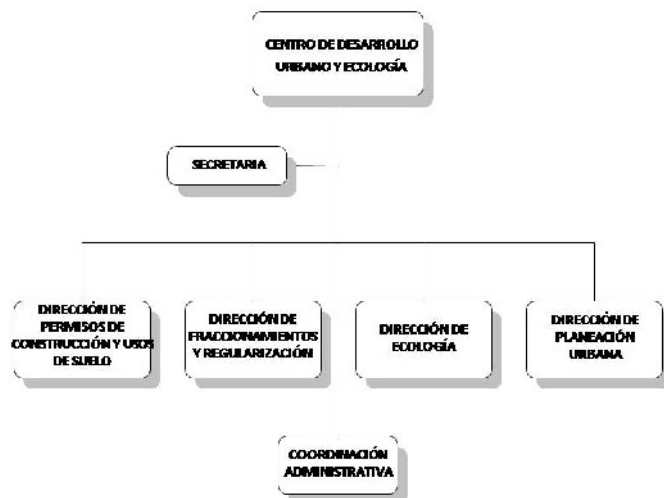 CENTRO DE DESARROLLO
URBANO Y ECOLOGÍA
SECRETARIA
DIRECCIÓN DE
PERMISOS DE
CONSTRUCCIÓN Y USOS
DE SUELO
DIRECCIÓN DE
FRACCIONAMIENTOS
Y REGULARIZACIÓN
DIRECCIÓN DE
ECOLOGÍA
DIRECCIÓN DE
PLANEACIÓN
URBANA
COORDINACIÓN
ADMINISTRATIVA